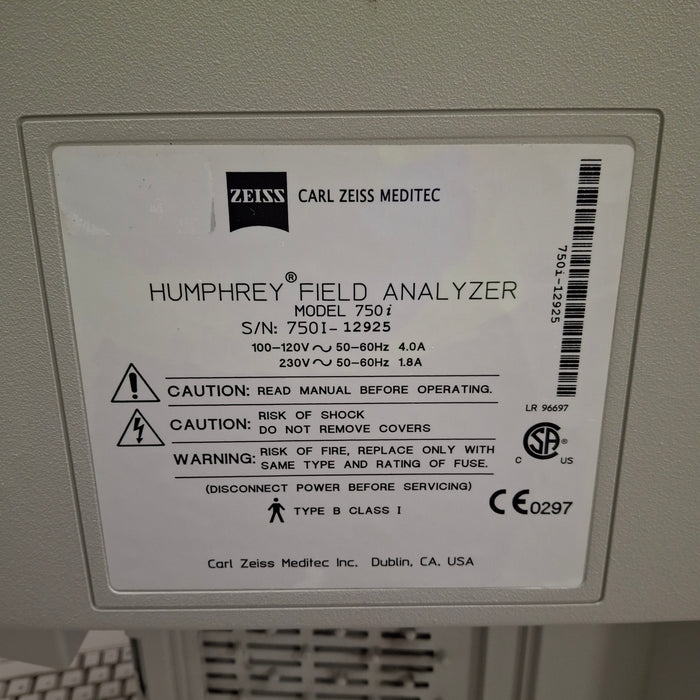 ZEISS CARL ZEISS MEDITEC
HUMPHREY® FIELD ANALYZER
MODEL 750i
S/N: 750I-12925
100-120V ～ 50-60Hz 4.0A
230V ～ 50-60Hz 1.8A
CAUTION: READ MANUAL BEFORE OPERATING.
CAUTION: RISK OF SHOCK
DO NOT REMOVE COVERS
WARNING: RISK OF FIRE, REPLACE ONLY WITH
SAME TYPE AND RATING OF FUSE.
(DISCONNECT POWER BEFORE SERVICING)
TYPE B CLASS I
Carl Zeiss Meditec Inc. Dublin, CA. USA
750i-12925
LR 96697
C SA® US
CE0297